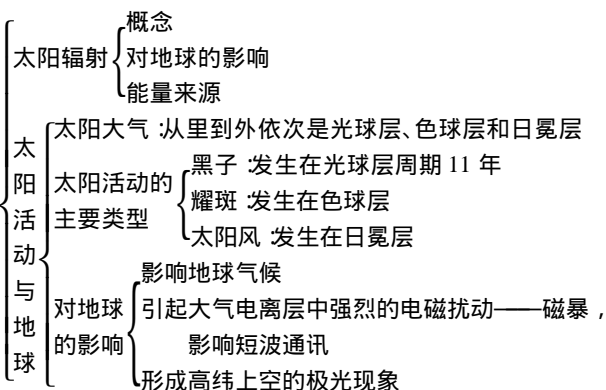 概念
太阳辐射 对地球的影响
能量来源
太阳大气:从里到外依次是光球层、色球层和日冕层
太阳活动与地球
黑子:发生在光球层周期 11 年
太阳活动的
主要类型
耀斑:发生在色球层
太阳风:发生在日冕层
影响地球气候
对地球
的影响
引起大气电离层中强烈的电磁扰动——磁暴,
影响短波通讯
形成高纬上空的极光现象